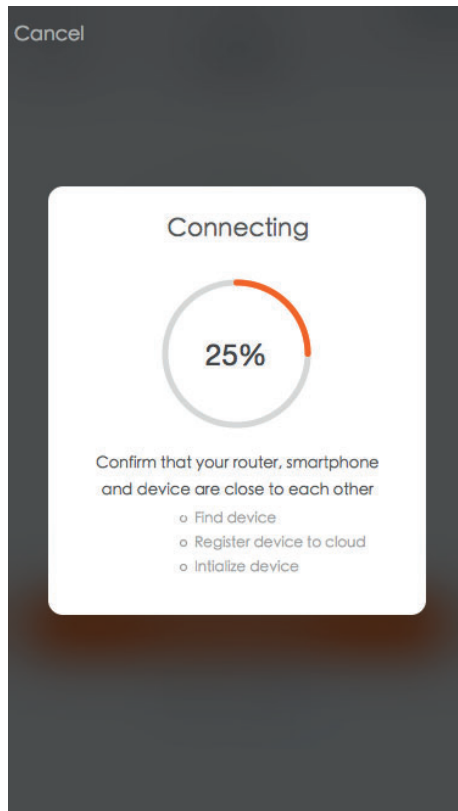 Cancel
Connecting
25%
Confirm that your router, smartphone
and device are close to each other
Find device
Register device to cloud
Intialize device